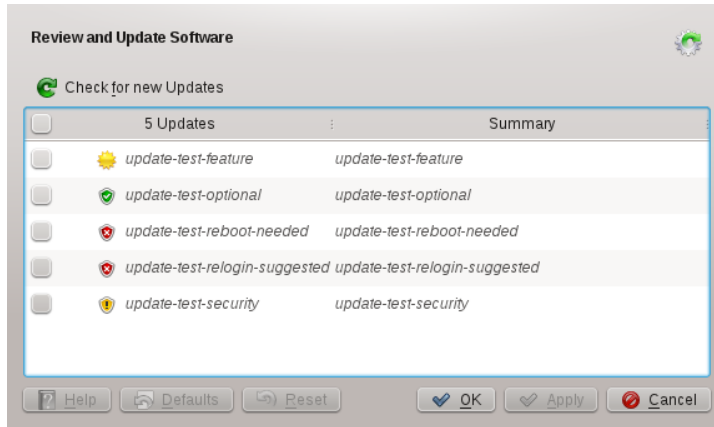 Review and Update Software
Check for new Updates
5 Updates Summary
update-test-feature update-test-feature
update-test-optional update-test-optional
update-test-reboot-needed update-test-reboot-needed
update-test-relogin-suggested update-test-relogin-suggested
update-test-security update-test-security
Help Defaults Reset OK Apply Cancel